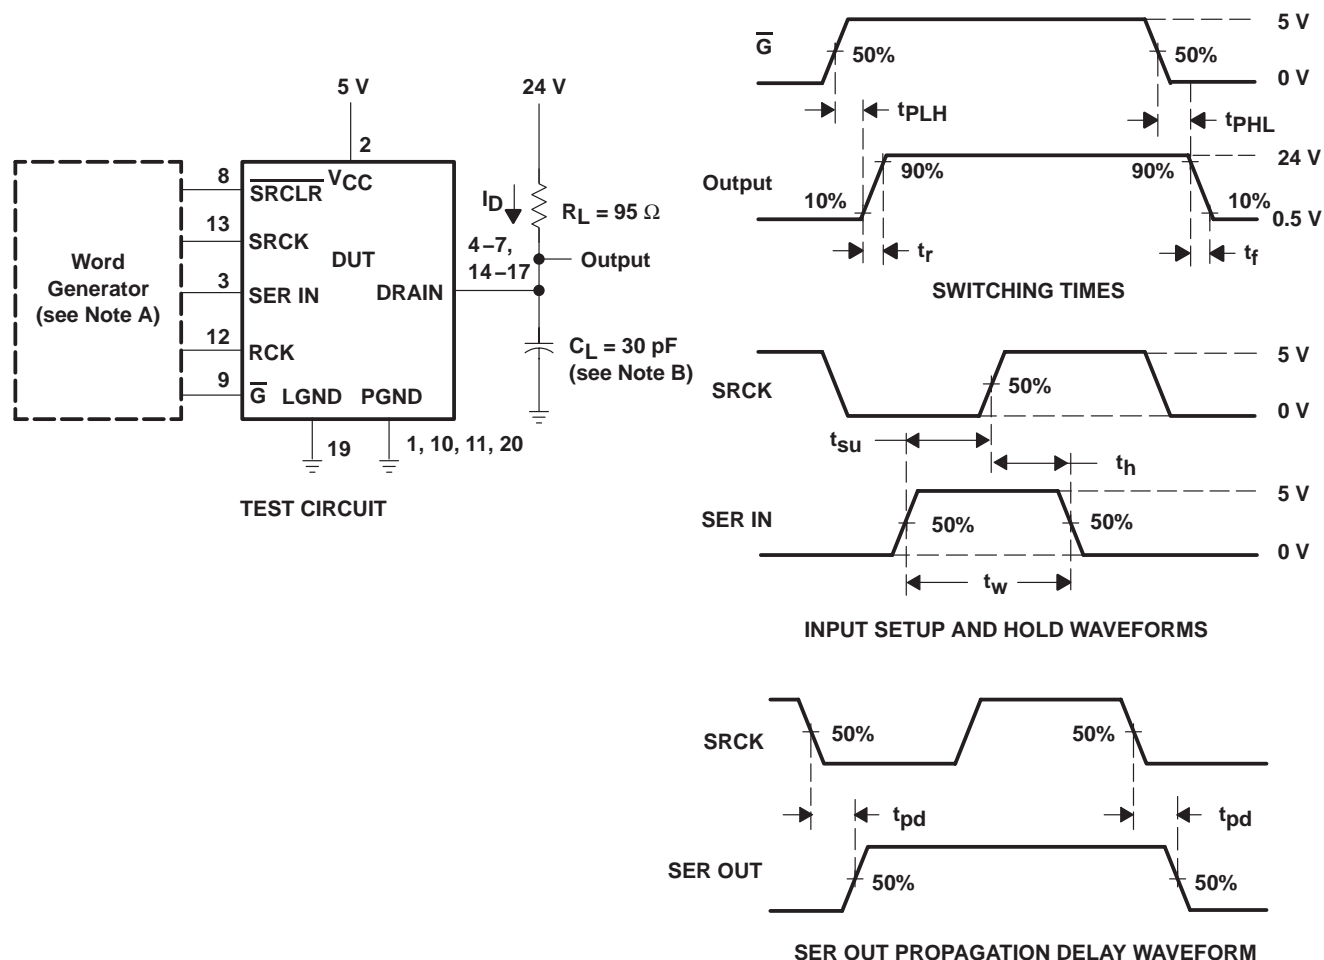 5 V
24 V
2
8
SRCLR
VCC
13
SRCK
DUT
3
SER IN
DRAIN
12
RCK
9
G
LGND
PGND
19
1, 10, 11, 20
Word
Generator
(see Note A)
ID
RL = 95 Ω
4–7,
14–17
Output
CL = 30 pF
(see Note B)
TEST CIRCUIT
G
50%
50%
5 V
0 V
tPLH
tPHL
Output
10%
90%
90%
10%
24 V
0.5 V
tr
tf
SWITCHING TIMES
SRCK
50%
5 V
0 V
tsu
th
SER IN
50%
50%
5 V
0 V
tw
INPUT SETUP AND HOLD WAVEFORMS
SRCK
50%
50%
tpd
tpd
SER OUT
50%
50%
SER OUT PROPAGATION DELAY WAVEFORM